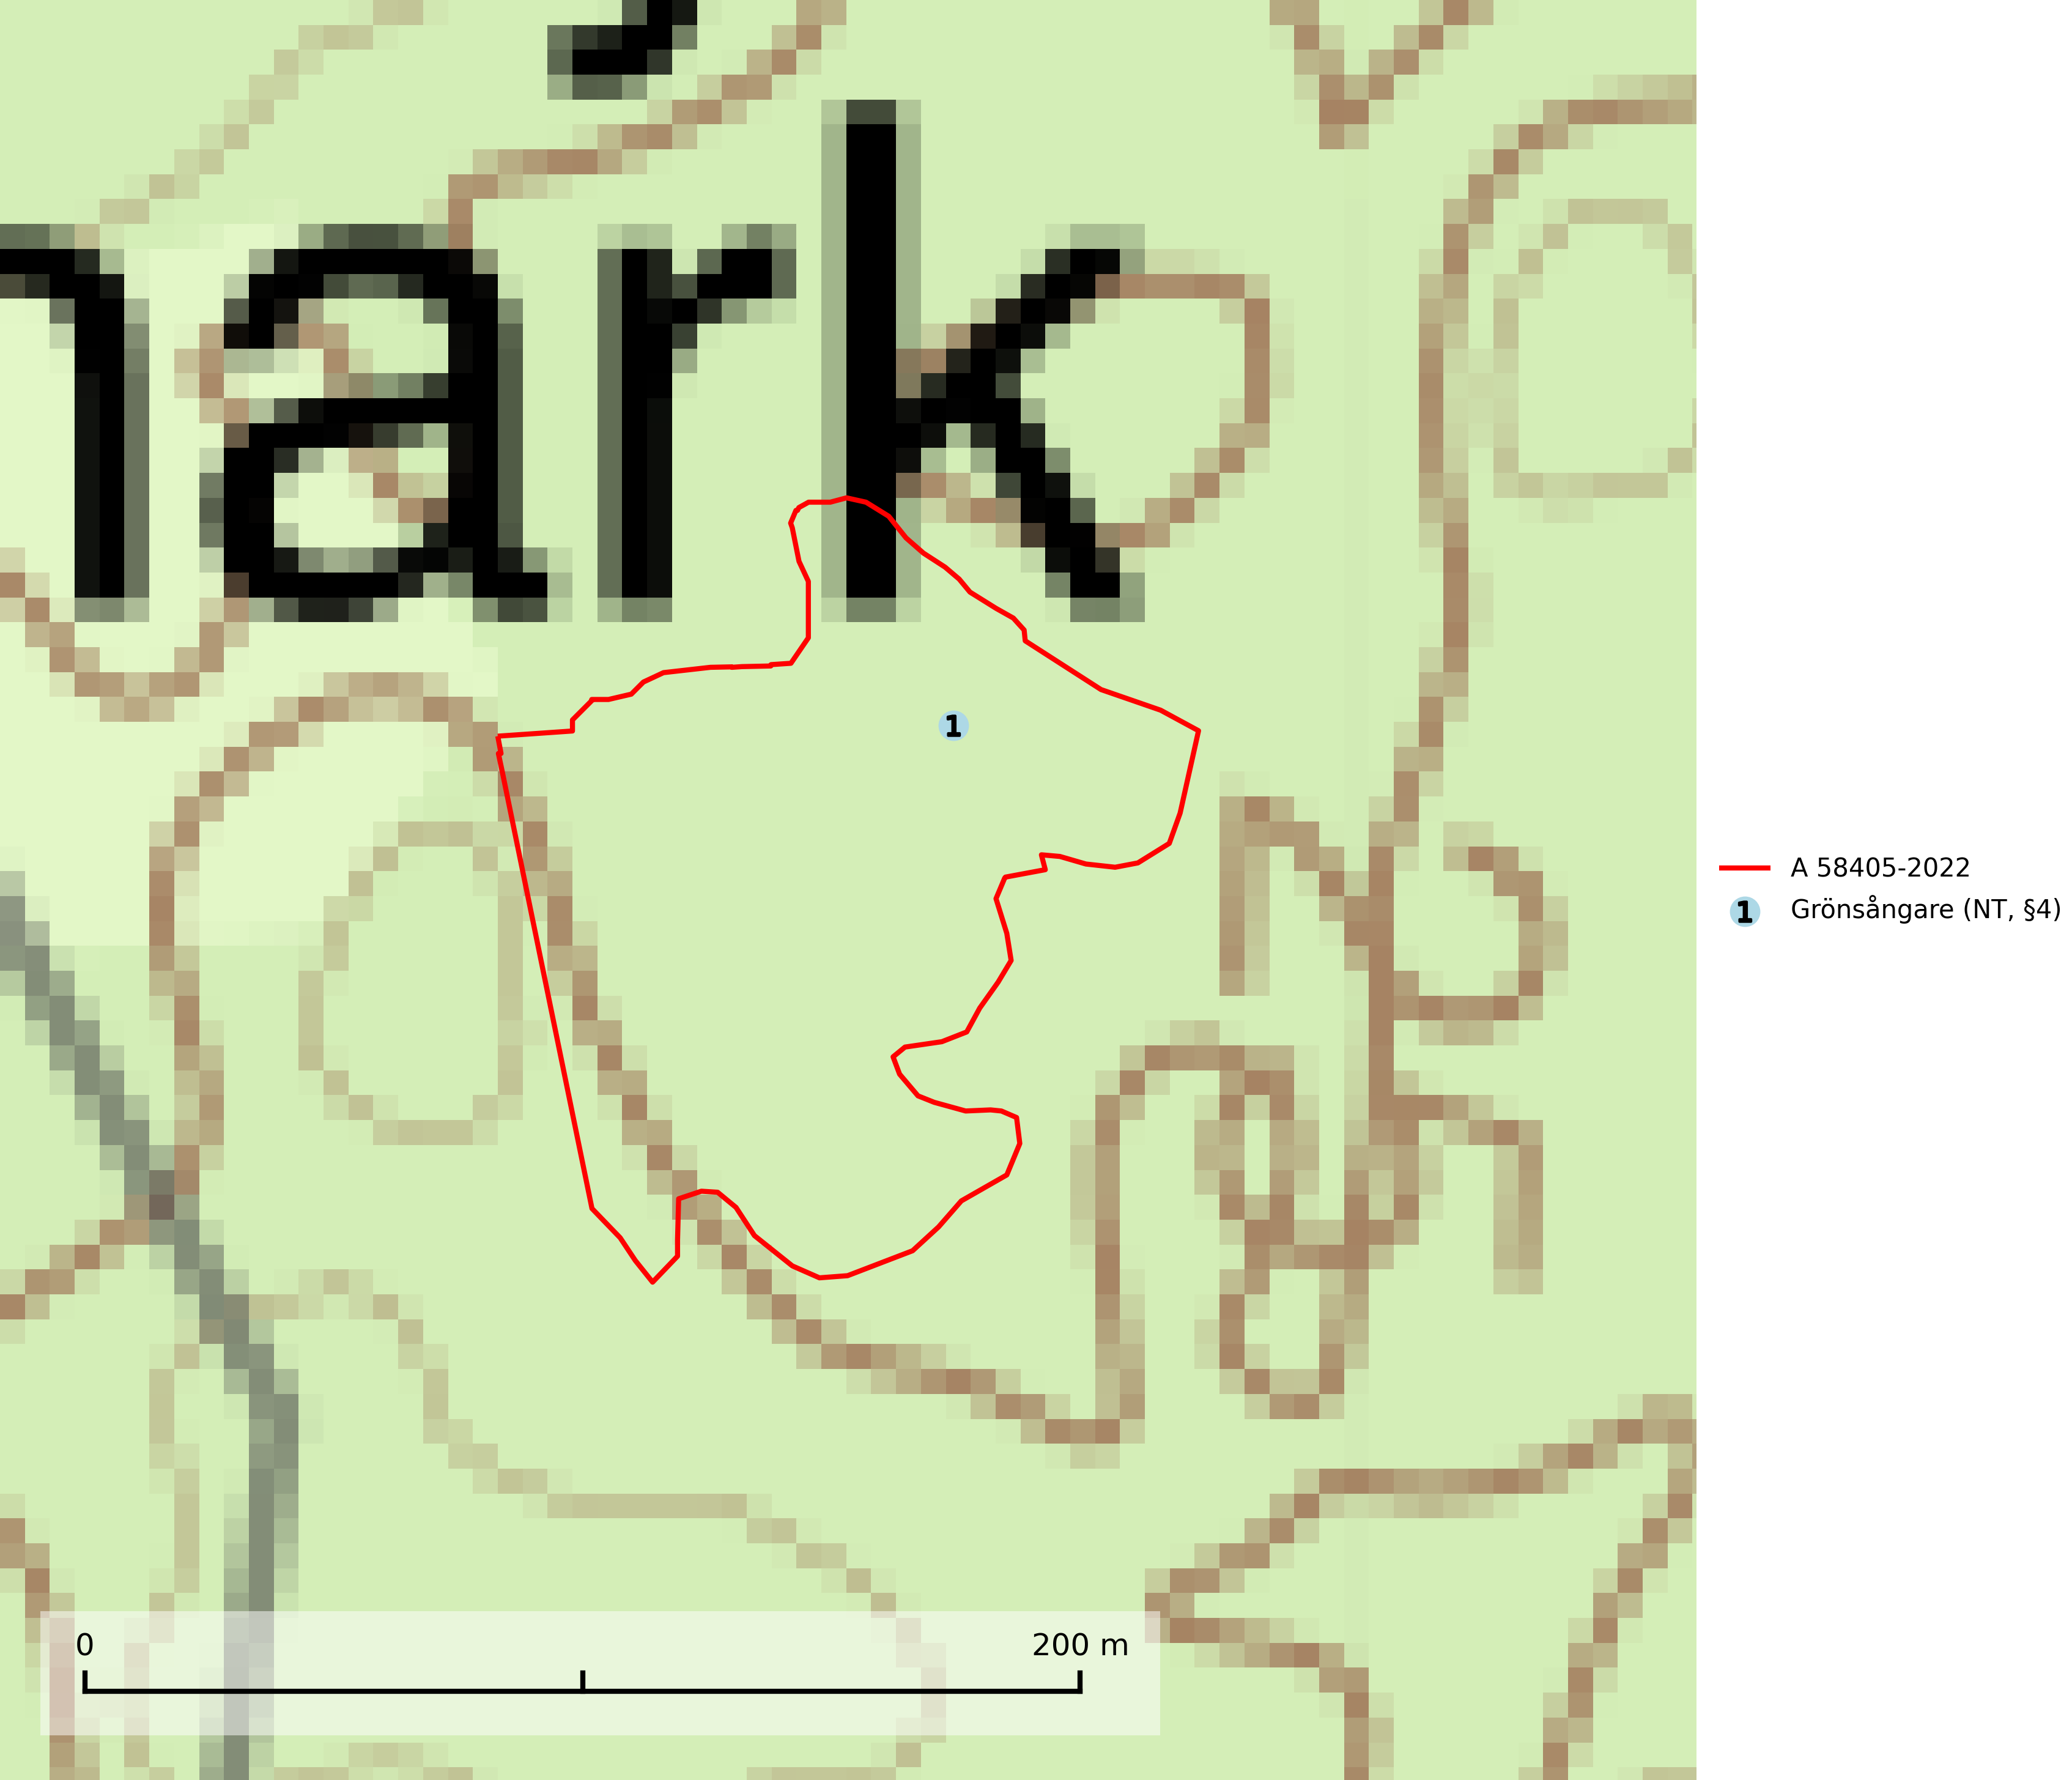 ark
1
A 58405-2022
1 Grönsångare (NT, §4)
0 200 m